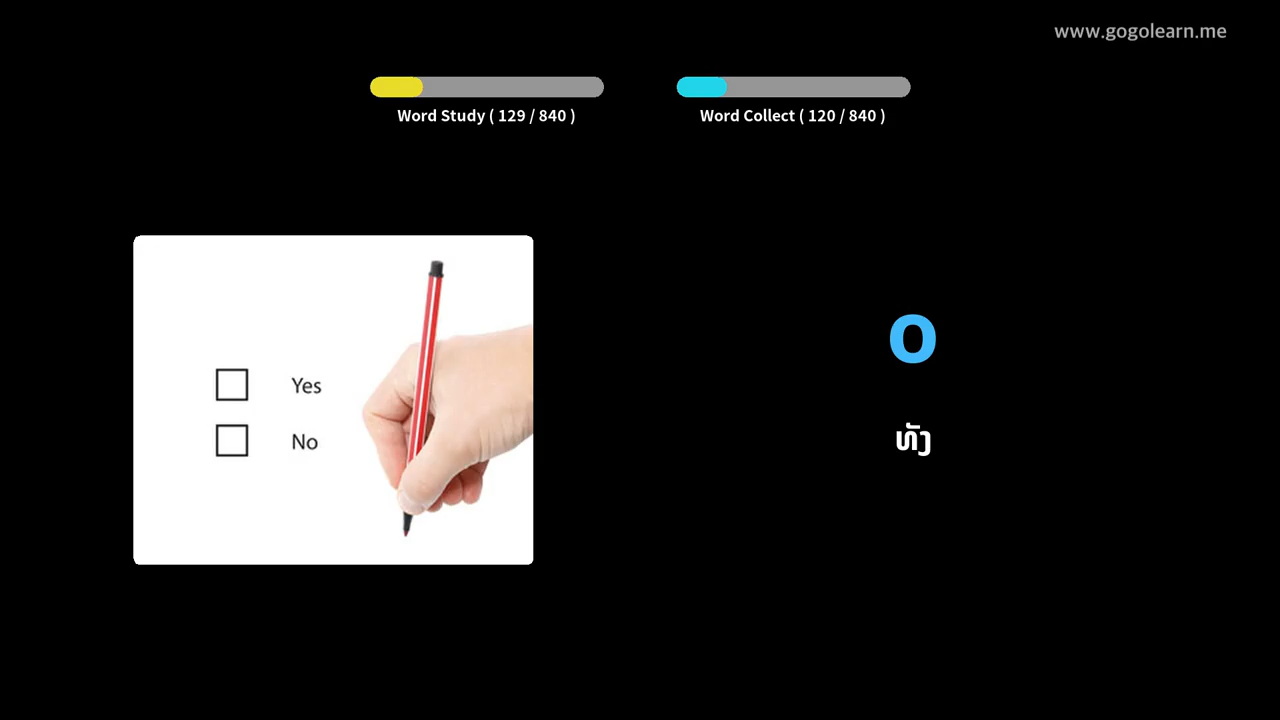 www.gogolearn.me
Word Study ( 129 / 840 )
Word Collect ( 120 / 840 )
Yes
No
o
ທັງ